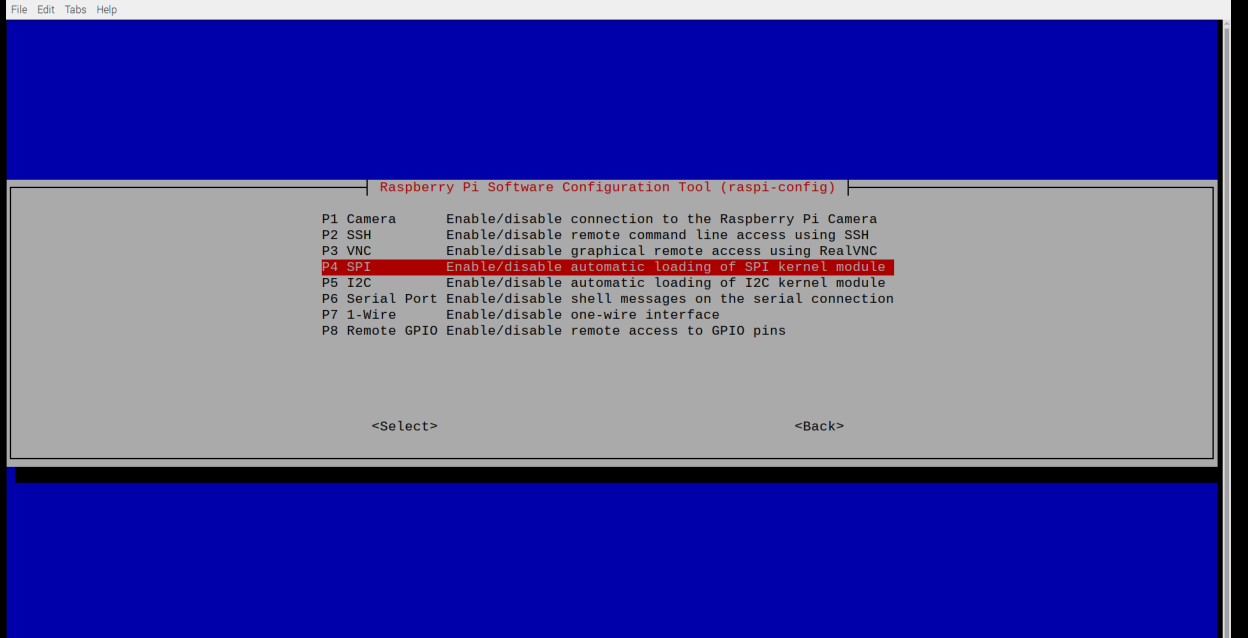 File Edit Tabs Help
Raspberry Pi Software Configuration Tool (raspi-config)
P1 Camera Enable/disable connection to the Raspberry Pi Camera
P2 SSH Enable/disable remote command line access using SSH
P3 VNC Enable/disable graphical remote access using RealVNC
P4 SPI Enable/disable automatic loading of SPI kernel module
P5 I2C Enable/disable automatic loading of I2C kernel module
P6 Serial Port Enable/disable shell messages on the serial connection
P7 1-Wire Enable/disable one-wire interface
P8 Remote GPIO Enable/disable remote access to GPIO pins
<Select> <Back>